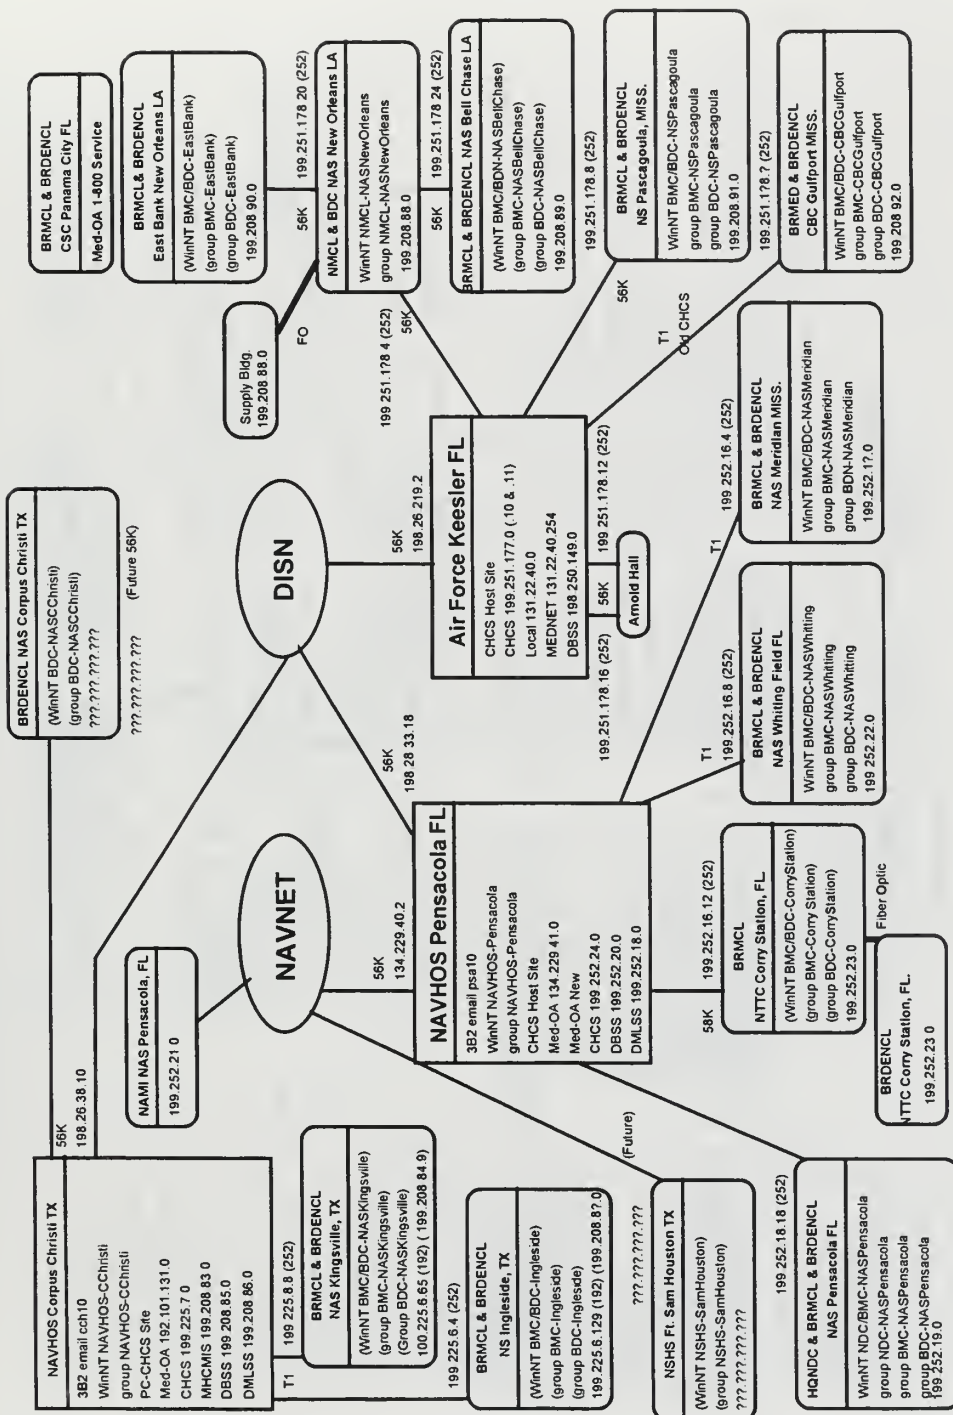 BRMCL & BRDENCL
CSC Panama City FL
Med-OA 1-800 Service
BRMCL& BRDENCL
East Bank New Orleans LA
(WinNT BMC/BDC-EastBank)
(group BMC-EastBank)
(group BDC-EastBank)
199.208 90.0
56K
199.251.178 20 (252)
Supply Bldg.
199.208 88.0
FO
NMCL & BDC NAS New Orleans LA
WinNT NMCL-NASNewOrleans
group NMCL-NASNewOrleans
199.208.88.0
56K
199.251.178 24 (252)
199 251.1?8 4 (252)
56K
BRMCL & BRDENCL NAS Bell Chase LA
(WinNT BMC/BDN-NASBellChase)
(group BMC-NASBellChase)
(group BDC-NASBellChase)
199.208.89.0
56K
199.251.1?8.8 (252)
BRMCL & BRDENCL
NS Pascagoula, MISS.
WinNT BMC/BDC-NSPascagoula
group BMC-NSPascagoula
group BDC-NSPascagoula
199.208.91.0
T1
Old CHCS
199.251.1?8.? (252)
BRMED & BRDENCL
CBC Gulfport MISS.
WinNT BMC/BDC-CBCGulfport
group BMC-CBCGulfport
group BDC-CBCGulfport
199 208 92.0
BRDENCL NAS Corpus Christi TX
(WinNT BDC-NASCChristi)
(group BDC-NASCChristi)
???.???.???.???
???.???.???.???
(Future 56K)
DISN
56K
198.26 219.2
Air Force Keesler FL
CHCS Host Site
CHCS 199.251.177.0 (.10 & .11)
Local 131.22.40.0
MEDNET 131.22.40.254
DBSS 198 250.149.0
199.251.1?8.16 (252)
56K
199 251.1?8.12 (252)
Arnold Hall
T1
199 252.16.4 (252)
BRMCL & BRDENCL
NAS Meridian MISS.
WinNT BMC/BDC-NASMeridian
group BMC-NASMeridian
group BDN-NASMeridian
199.252.1?.0
T1
199.252.16.8 (252)
BRMCL & BRDENCL
NAS Whiting Field FL
WinNT BMC/BDC-NASWhitting
group BMC-NASWhitting
group BDC-NASWhitting
199 252.22.0
56K
198 28 33.18
NAVNET
NAMI NAS Pensacola, FL
199.252.21 0
56K
134.229.40.2
NAVHOS Pensacola FL
3B2 email psa10
WinNT NAVHOS-Pensacola
group NAVHOS-Pensacola
CHCS Host Site
Med-OA 134.229 41.0
Med-OA New
CHCS 199 252.24.0
DBSS 199.252.20.0
DMLSS 199.252.18.0
58K
199.252.16.12 (252)
BRMCL
NTTC Corry Station, FL.
(WinNT BMC/BDC-CorryStation)
(group BMC-Corry Station)
(group BDC-CorryStation)
199.252.23.0
Fiber Optic
BRDENCL
NTTC Corry Station, FL.
199.252.23 0
56K
198.26.38.10
NAVHOS Corpus Christi TX
3B2 email cch10
WinNT NAVHOS-CChristi
group NAVHOS-CChristi
PC-CHCS Site
Med-OA 192.101.131.0
CHCS 199.225.7 0
MHCMIS 199.208 83 0
DBSS 199 208.85.0
DMLSS 199.208 86.0
T1
199 225.8.8 (252)
BRMCL & BRDENCL
NAS Kingsville, TX
(WinNT BMC/BDC-NASKingsville)
(group BMC-NASKingsville)
(Group BDC-NASKingsville)
100.225.6.65 (192) ( 199.208 84.9)
199 225.6.4 (252)
BRMCL & BRDENCL
NS Ingleside, TX
(WinNT BMC/BDC-Ingleside)
(group BMC-Ingleside)
(group BDC-Ingleside)
199.225.6.129 (192) (199.208.8?.0)
(Future)
???.???.???.???
NSHS Ft. Sam Houston TX
(WinNT NSHS-SamHouston)
(group NSHS-SamHouston)
???.???.???.???
199.252.18.18 (252)
HQNDC & BRMCL & BRDENCL
NAS Pensacola FL
WinNT NDC/BMC-NASPensacola
group NDC-NASPensacola
group BMC-NASPensacola
group BDC-NASPensacola
199.252.19.0